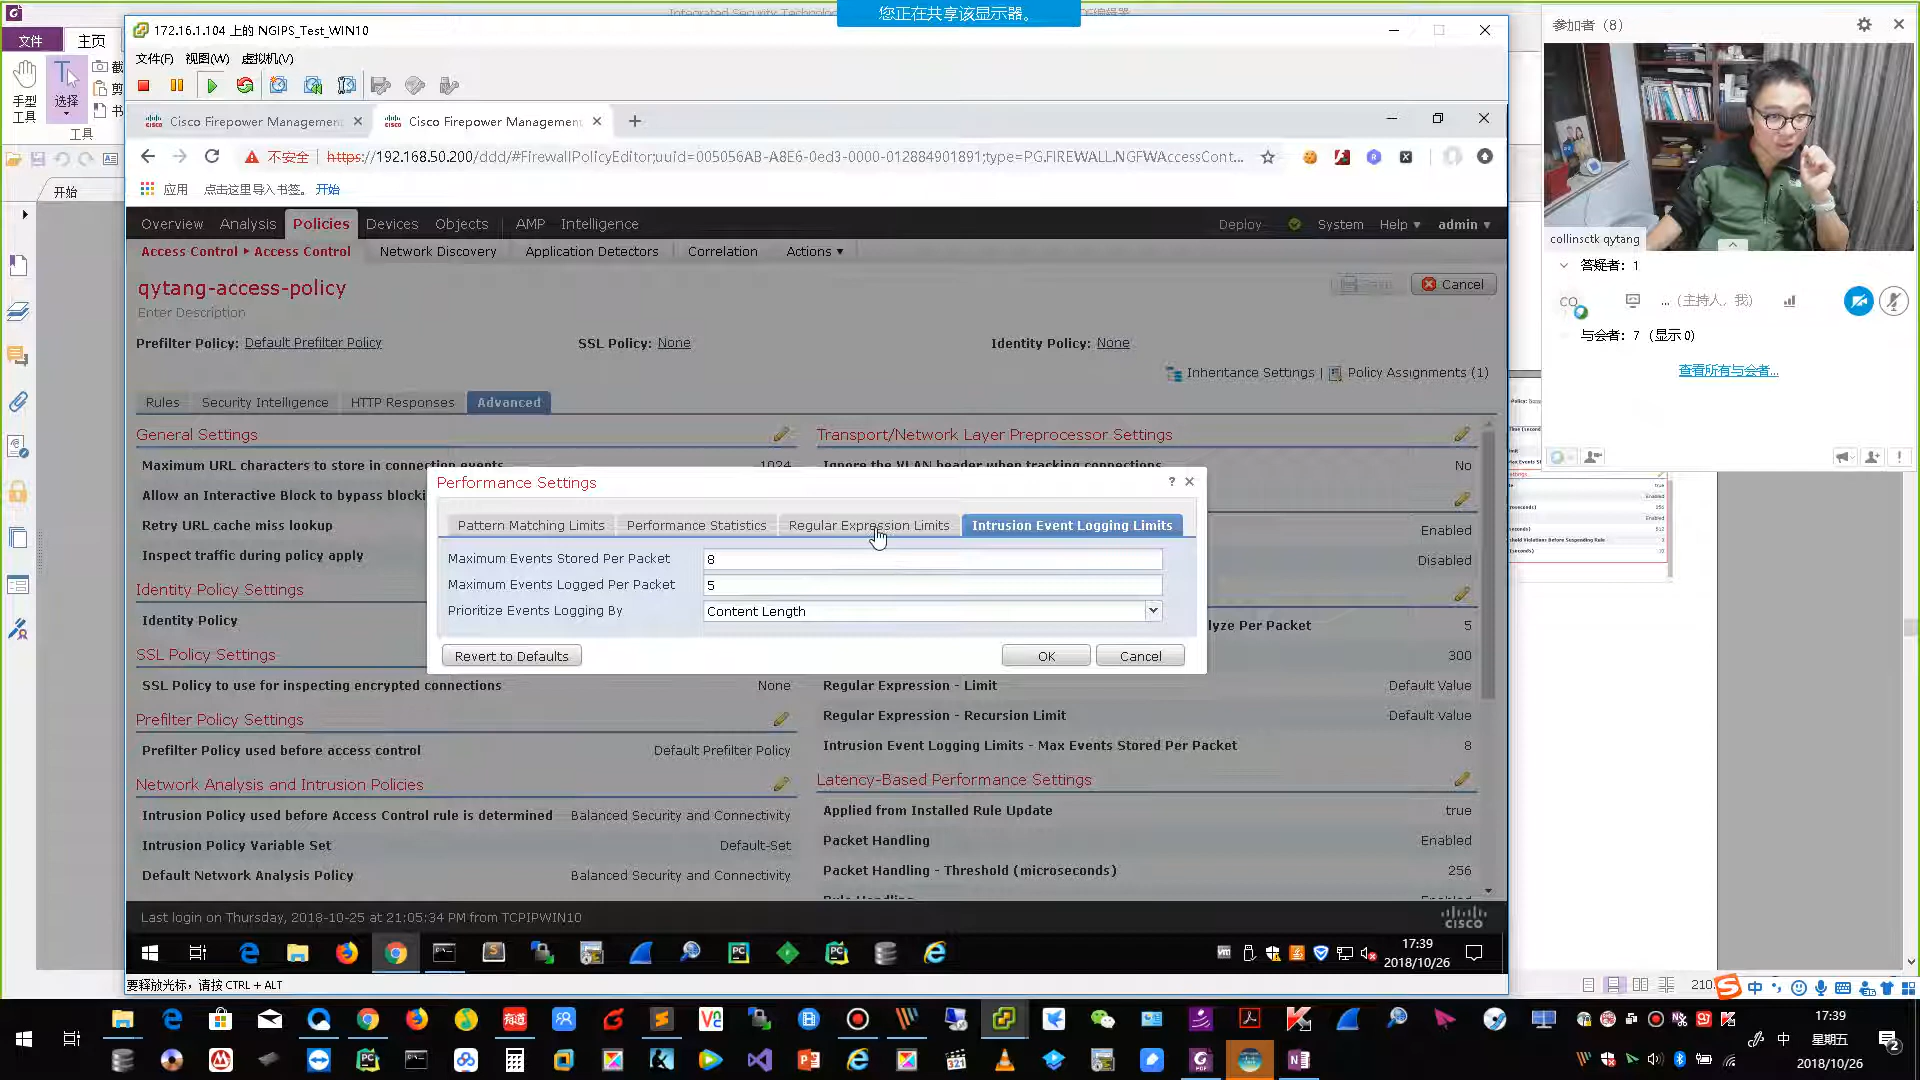 您正在共享该显示器。
172.16.1.104 上的 NGIPS_Test_WIN10
文件
主页
手型
工具
选择
工具
开始
文件(F) 视图(W) 虚拟机(V)
Cisco Firepower Management
Cisco Firepower Management
不安全 | https://192.168.50.200/ddd/#FirewallPolicyEditor;uuid=005056AB-A8E6-0ed3-0000-012884901891;type=PG.FIREWALL.NGFWAccessCont...
应用 点击这里导入书签。 开始
Overview Analysis Policies Devices Objects AMP Intelligence
Deploy System Help admin
Access Control Access Control Network Discovery Application Detectors Correlation Actions
qytang-access-policy
Enter Description
Save Cancel
Prefilter Policy: Default Prefilter Policy
SSL Policy: None
Identity Policy: None
Inheritance Settings | Policy Assignments (1)
Rules Security Intelligence HTTP Responses Advanced
General Settings
Maximum URL characters to store in connection events 1024
Allow an Interactive Block to bypass blocki
Retry URL cache miss lookup
Inspect traffic during policy apply
Identity Policy Settings
Identity Policy
SSL Policy Settings
SSL Policy to use for inspecting encrypted connections None
Prefilter Policy Settings
Prefilter Policy used before access control Default Prefilter Policy
Network Analysis and Intrusion Policies
Intrusion Policy used before Access Control rule is determined Balanced Security and Connectivity
Intrusion Policy Variable Set Default-Set
Default Network Analysis Policy Balanced Security and Connectivity
Transport/Network Layer Preprocessor Settings
Ignore the VLAN header when tracking connections No
Enabled
Disabled
lyze Per Packet 5
300
Regular Expression - Limit Default Value
Regular Expression - Recursion Limit Default Value
Intrusion Event Logging Limits - Max Events Stored Per Packet 8
Latency-Based Performance Settings
Applied from Installed Rule Update true
Packet Handling Enabled
Packet Handling - Threshold (microseconds) 256
Performance Settings
?
Pattern Matching Limits Performance Statistics Regular Expression Limits Intrusion Event Logging Limits
Maximum Events Stored Per Packet 8
Maximum Events Logged Per Packet 5
Prioritize Events Logging By Content Length
Revert to Defaults OK Cancel
Last login on Thursday, 2018-10-25 at 21:05:34 PM from TCPIPWIN10
CISCO
17:39
2018/10/26
要释放光标，请按 CTRL + ALT
参加者 (8)
collinsctk qytang
答疑者: 1
CQ ... (主持人，我)
与会者: 7 (显示 0)
查看所有与会者...
210.
中
17:39
中 星期五
2018/10/26
2